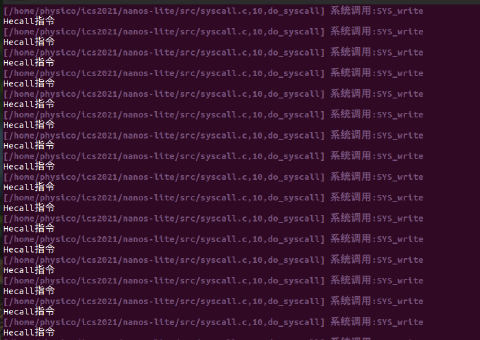 [/home/physico/ics2021/nanos-lite/src/syscall.c,10,do_syscall] 系统调用:SYS_write
Hecall指令
[/home/physico/ics2021/nanos-lite/src/syscall.c,10,do_syscall] 系统调用:SYS_write
Hecall指令
[/home/physico/ics2021/nanos-lite/src/syscall.c,10,do_syscall] 系统调用:SYS_write
Hecall指令
[/home/physico/ics2021/nanos-lite/src/syscall.c,10,do_syscall] 系统调用:SYS_write
Hecall指令
[/home/physico/ics2021/nanos-lite/src/syscall.c,10,do_syscall] 系统调用:SYS_write
Hecall指令
[/home/physico/ics2021/nanos-lite/src/syscall.c,10,do_syscall] 系统调用:SYS_write
Hecall指令
[/home/physico/ics2021/nanos-lite/src/syscall.c,10,do_syscall] 系统调用:SYS_write
Hecall指令
[/home/physico/ics2021/nanos-lite/src/syscall.c,10,do_syscall] 系统调用:SYS_write
Hecall指令
[/home/physico/ics2021/nanos-lite/src/syscall.c,10,do_syscall] 系统调用:SYS_write
Hecall指令
[/home/physico/ics2021/nanos-lite/src/syscall.c,10,do_syscall] 系统调用:SYS_write
Hecall指令
[/home/physico/ics2021/nanos-lite/src/syscall.c,10,do_syscall] 系统调用:SYS_write
Hecall指令
[/home/physico/ics2021/nanos-lite/src/syscall.c,10,do_syscall] 系统调用:SYS_write
Hecall指令
[/home/physico/ics2021/nanos-lite/src/syscall.c,10,do_syscall] 系统调用:SYS_write
Hecall指令
[/home/physico/ics2021/nanos-lite/src/syscall.c,10,do_syscall] 系统调用:SYS_write
Hecall指令
[/home/physico/ics2021/nanos-lite/src/syscall.c,10,do_syscall] 系统调用:SYS_write
Hecall指令
[/home/physico/ics2021/nanos-lite/src/syscall.c,10,do_syscall] 系统调用:SYS_write
Hecall指令